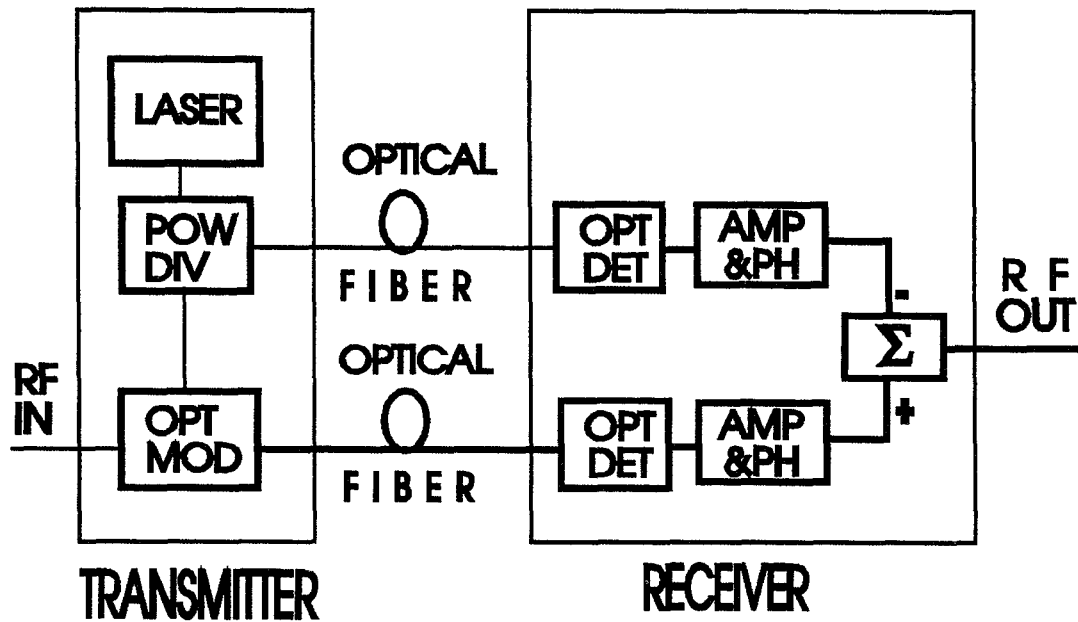 LASER
POW
DIV
OPTICAL
FIBER
OPT
DET
AMP
&PH
-
Σ
RF
OUT
RF
IN
OPT
MOD
OPTICAL
FIBER
OPT
DET
AMP
&PH
+
TRANSMITTER
RECEIVER